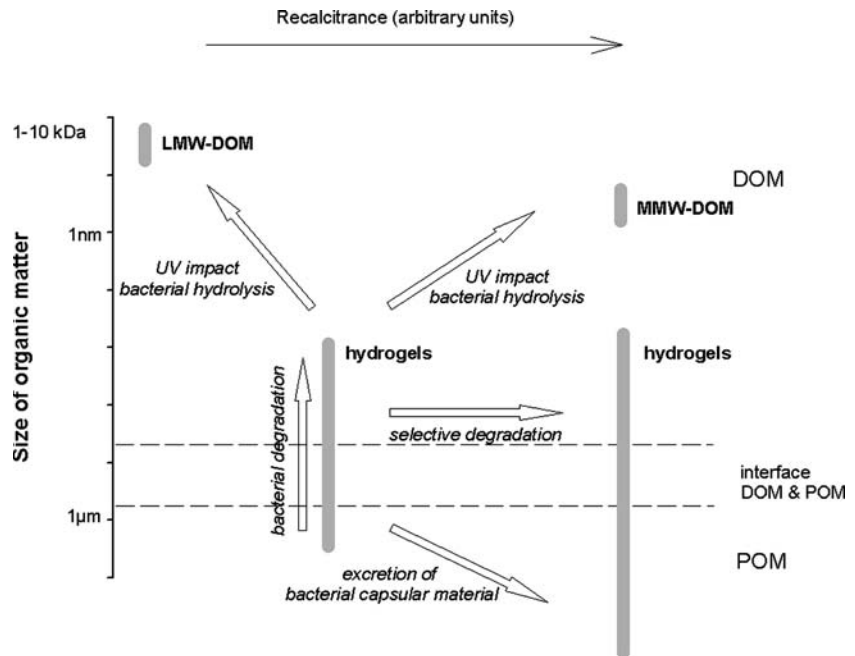 Recalcitrance (arbitrary units)
1-10 kDa
LMW-DOM
DOM
MMW-DOM
1nm
UV impact
bacterial hydrolysis
UV impact
bacterial hydrolysis
Size of organic matter
hydrogels
hydrogels
bacterial degradation
selective degradation
interface
DOM & POM
1µm
POM
excretion of
bacterial capsular material